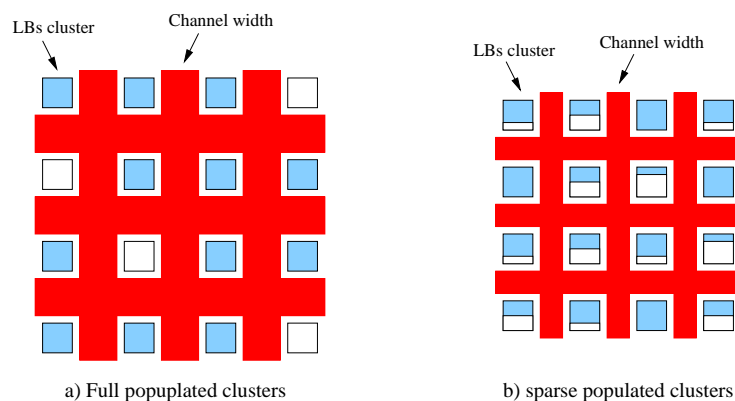 LBs cluster
Channel width
a) Full popuplated clusters
LBs cluster
Channel width
b) sparse populated clusters